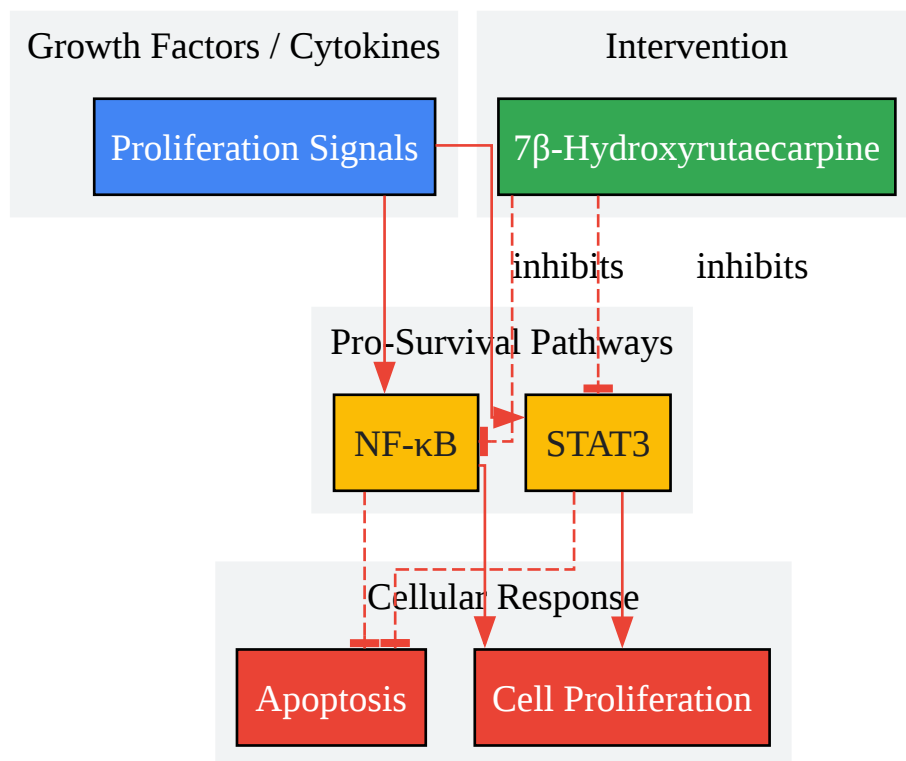 Growth Factors / Cytokines
Intervention
Proliferation Signals
7β-Hydroxyrutaecarpine
inhibits
inhibits
Pro-Survival Pathways
NF-κB
STAT3
Cellular Response
Apoptosis
Cell Proliferation